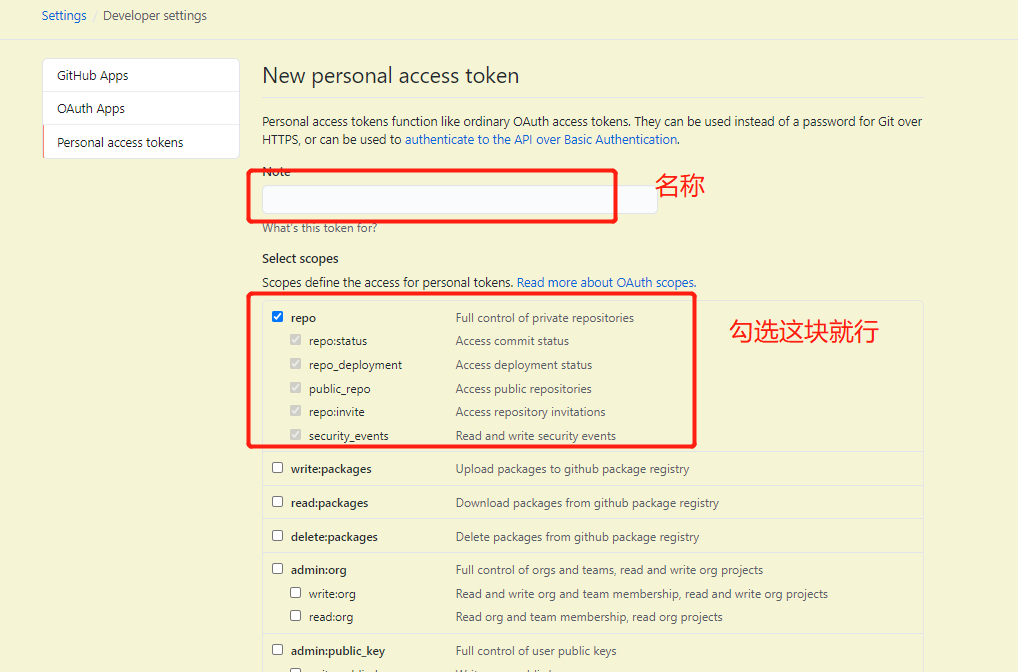 Settings / Developer settings
GitHub Apps
OAuth Apps
Personal access tokens
New personal access token
Personal access tokens function like ordinary OAuth access tokens. They can be used instead of a password for Git over
HTTPS, or can be used to authenticate to the API over Basic Authentication.
Note
名称
What's this token for?
Select scopes
Scopes define the access for personal tokens. Read more about OAuth scopes.
勾选这块就行
repo Full control of private repositories
repo:status Access commit status
repo_deployment Access deployment status
public_repo Access public repositories
repo:invite Access repository invitations
security_events Read and write security events
write:packages Upload packages to github package registry
read:packages Download packages from github package registry
delete:packages Delete packages from github package registry
admin:org Full control of orgs and teams, read and write org projects
write:org Read and write org and team membership, read and write org projects
read:org Read org and team membership, read org projects
admin:public_key Full control of user public keys